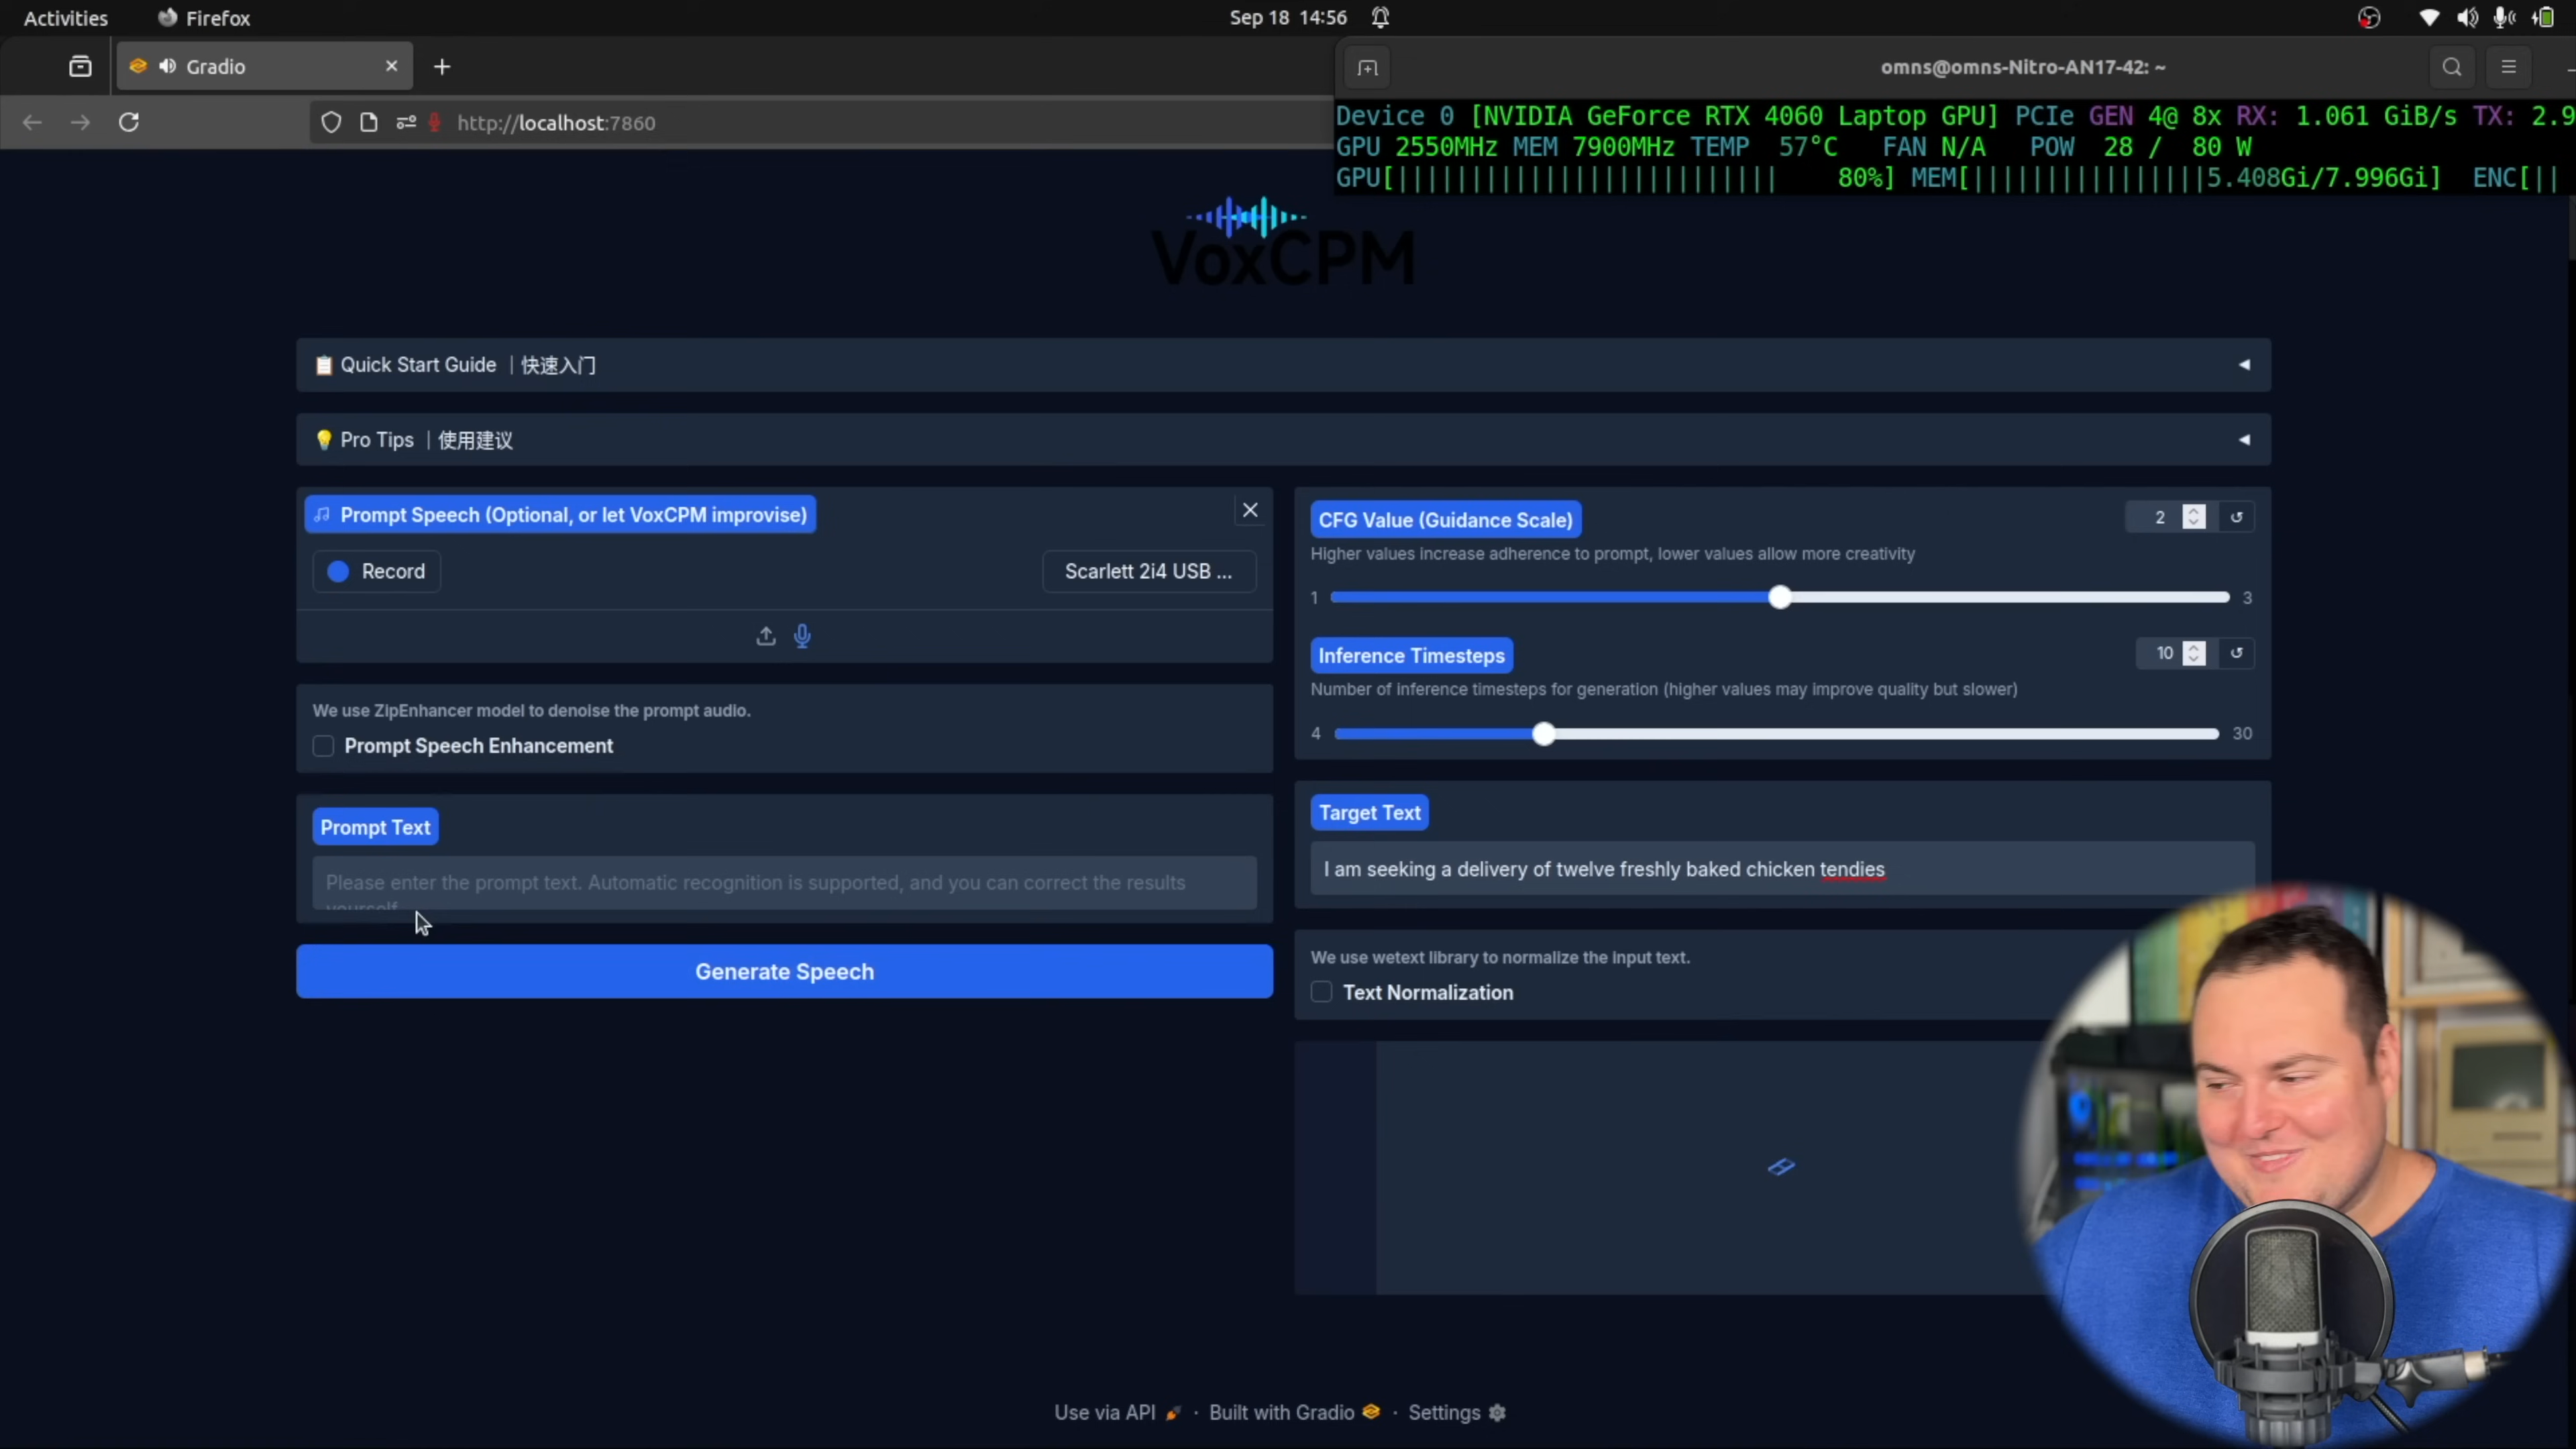 Activities
Firefox
Sep 18 14:56
Gradio
omns@omns-Nitro-AN17-42: ~
http://localhost:7860
Device 0 [NVIDIA GeForce RTX 4060 Laptop GPU] PCIe GEN 4@ 8x RX: 1.061 GiB/s TX: 2.9
GPU 2550MHz MEM 7900MHz TEMP 57°C FAN N/A POW 28 / 80 W
GPU[||||||||||||||||||||||||||| 80%] MEM[||||||||||||||||5.408Gi/7.996Gi] ENC[||
VoxCPM
📋 Quick Start Guide ｜快速入门
💡 Pro Tips ｜使用建议
Prompt Speech (Optional, or let VoxCPM improvise)
Record
Scarlett 2i4 USB ...
We use ZipEnhancer model to denoise the prompt audio.
Prompt Speech Enhancement
Prompt Text
Please enter the prompt text. Automatic recognition is supported, and you can correct the results
yourself
Generate Speech
CFG Value (Guidance Scale)
2
Higher values increase adherence to prompt, lower values allow more creativity
1
3
Inference Timesteps
10
Number of inference timesteps for generation (higher values may improve quality but slower)
4
30
Target Text
I am seeking a delivery of twelve freshly baked chicken tendies
We use wetext library to normalize the input text.
Text Normalization
Use via API 🚀 · Built with Gradio · Settings ⚙